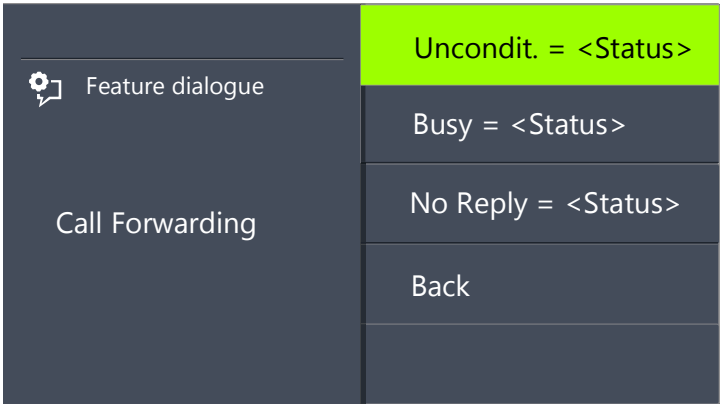 Feature dialogue
Call Forwarding
Uncondit. = <Status>
Busy = <Status>
No Reply = <Status>
Back